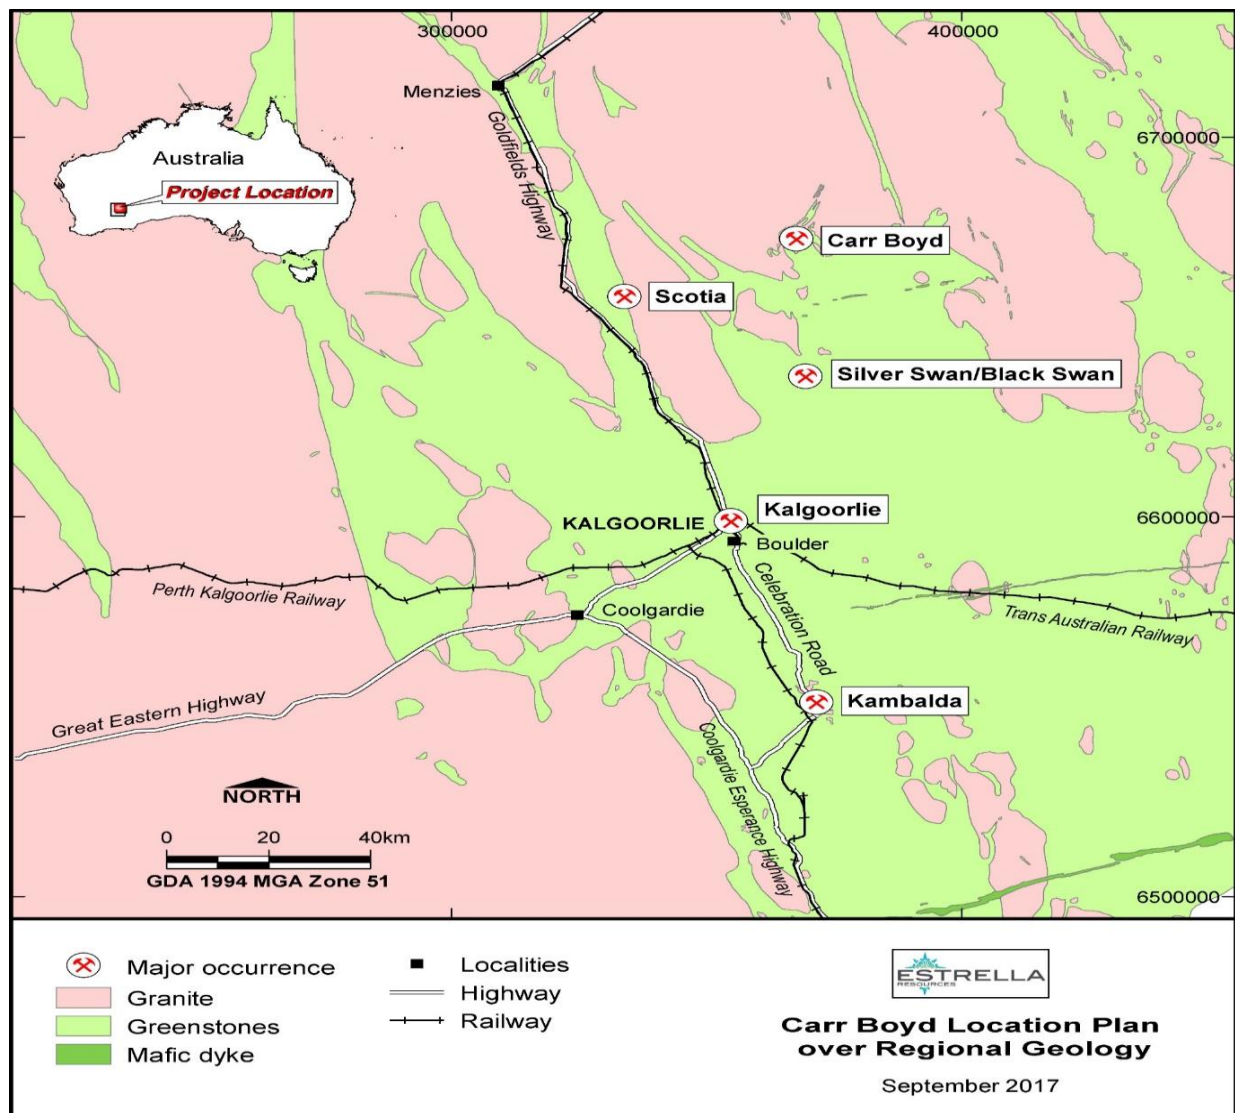 300000
400000
Menzies
Goldfields Highway
6700000
Australia
Project Location
Carr Boyd
Scotia
Silver Swan/Black Swan
Kalgoorlie
KALGOORLIE
6600000
Boulder
Perth Kalgoorlie Railway
Coolgardie
Celebration Road
Trans Australian Railway
Great Eastern Highway
Kambalda
Coolgardie Esperance Highway
NORTH
0 20 40km
GDA 1994 MGA Zone 51
6500000
Major occurrence
Granite
Greenstones
Mafic dyke
Localities
Highway
Railway
ESTRELLA
RESOURCES
Carr Boyd Location Plan
over Regional Geology
September 2017